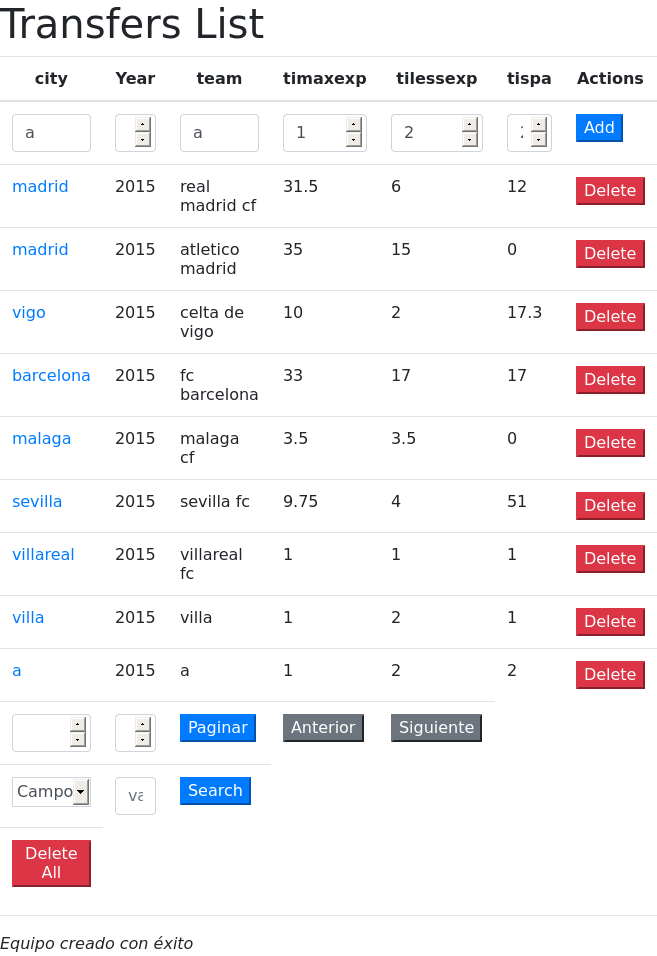 Transfers List
city Year team timaxexp tilessexp tispa Actions
a a 1 2 Add
madrid 2015 real 31.5 6 12 Delete
madrid cf
madrid 2015 atletico 35 15 0 Delete
madrid
vigo 2015 celta de 10 2 17.3 Delete
vigo
barcelona 2015 fc 33 17 17 Delete
barcelona
malaga 2015 malaga 3.5 3.5 0 Delete
cf
sevilla 2015 sevilla fc 9.75 4 51 Delete
villareal 2015 villareal 1 1 1 Delete
fc
villa 2015 villa 1 2 1 Delete
a 2015 a 1 2 2 Delete
Paginar Anterior Siguiente
Campo Search
Delete
All
Equipo creado con éxito